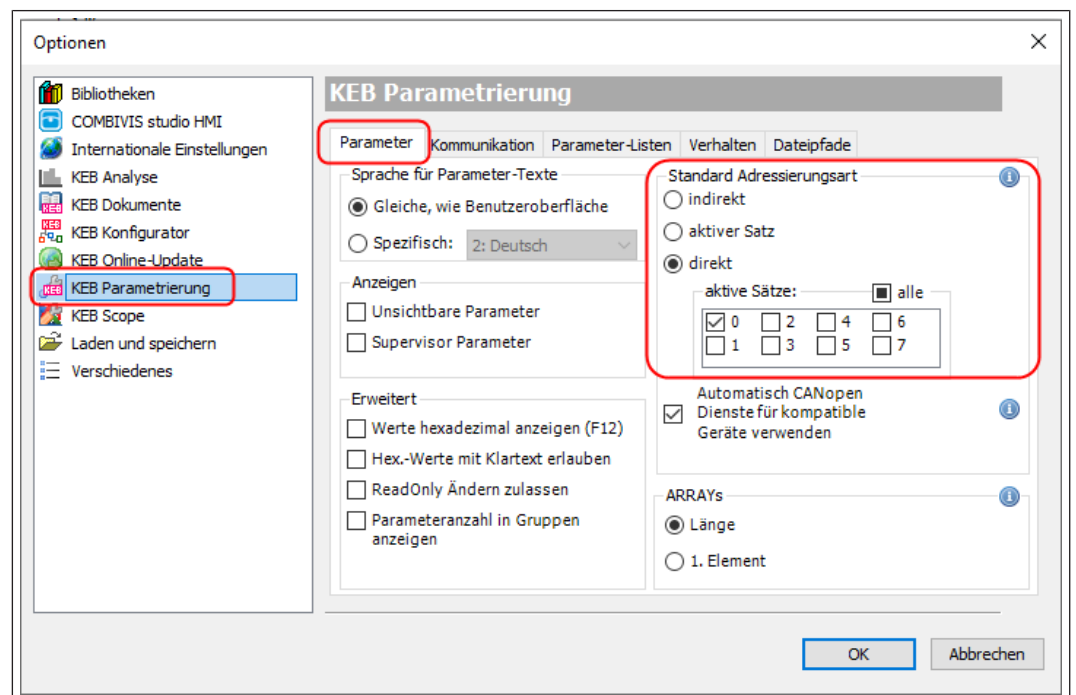 Optionen
Bibliotheken
COMBIVIS studio HMI
Internationale Einstellungen
KEB Analyse
KEB Dokumente
KEB Konfigurator
KEB Online-Update
KEB Parametrierung
KEB Scope
Laden und speichern
Verschiedenes
KEB Parametrierung
Parameter Kommunikation Parameter-Listen Verhalten Dateipfade
Sprache für Parameter-Texte
Gleiche, wie Benutzeroberfläche
Spezifisch: 2: Deutsch
Anzeigen
Unsichtbare Parameter
Supervisor Parameter
Erweitert
Werte hexadezimal anzeigen (F12)
Hex.-Werte mit Klartext erlauben
ReadOnly Ändern zulassen
Parameteranzahl in Gruppen
anzeigen
Standard Adressierungsart
indirekt
aktiver Satz
direkt
aktive Sätze: alle
0 2 4 6
1 3 5 7
Automatisch CANopen
Dienste für kompatible
Geräte verwenden
ARRAYs
Länge
1. Element
OK Abbrechen